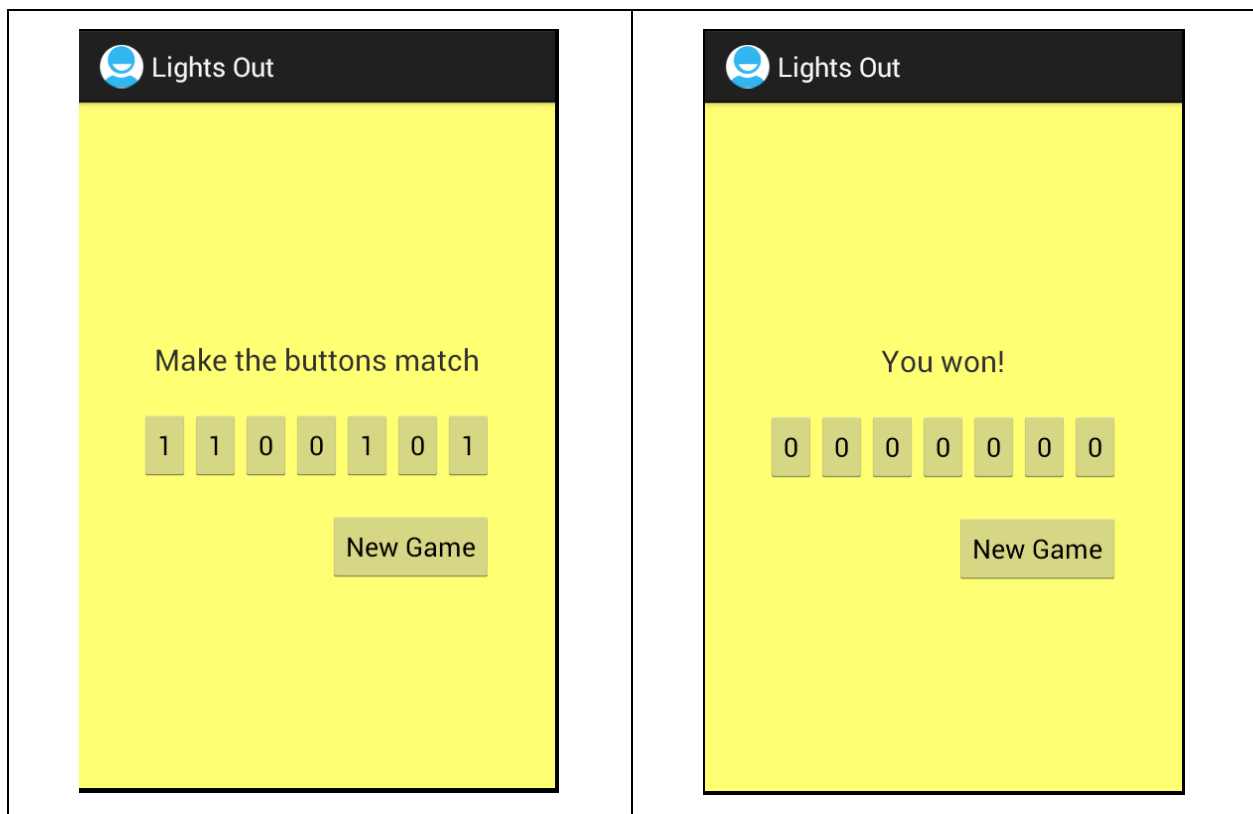 Lights Out
Make the buttons match
1 1 0 0 1 0 1
New Game
Lights Out
You won!
0 0 0 0 0 0 0
New Game